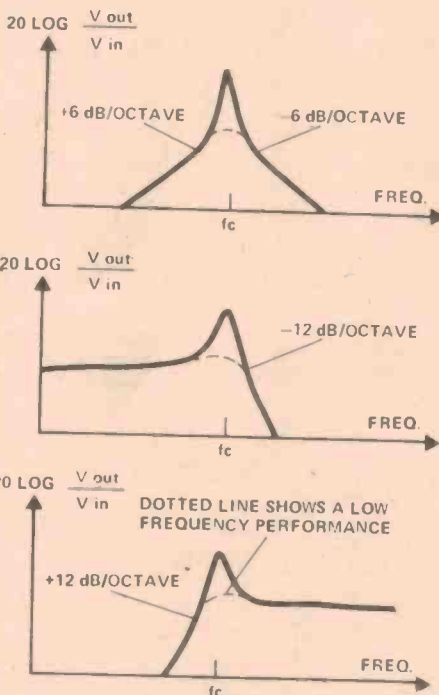 20 LOG V out
V in
+6 dB/OCTAVE
-6 dB/OCTAVE
FREQ.
fc
20 LOG V out
V in
-12 dB/OCTAVE
FREQ.
fc
0 LOG V out
V in
DOTTED LINE SHOWS A LOW
FREQUENCY PERFORMANCE
+12 dB/OCTAVE
FREQ.
fc